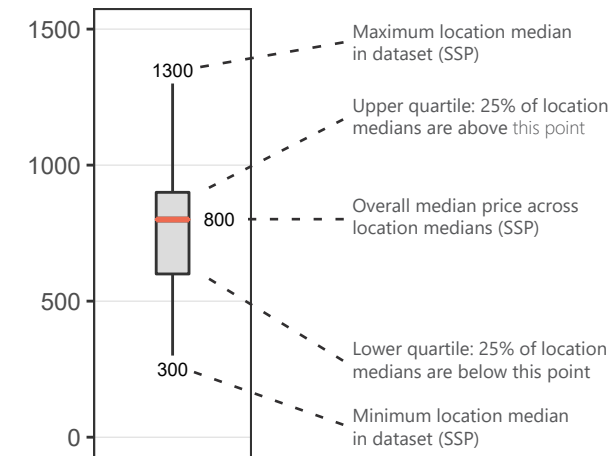 1500
Maximum location median
in dataset (SSP)
1300
Upper quartile: 25% of location
medians are above this point
1000
Overall median price across
location medians (SSP)
800
500
Lower quartile: 25% of location
medians are below this point
300
Minimum location median
in dataset (SSP)
0